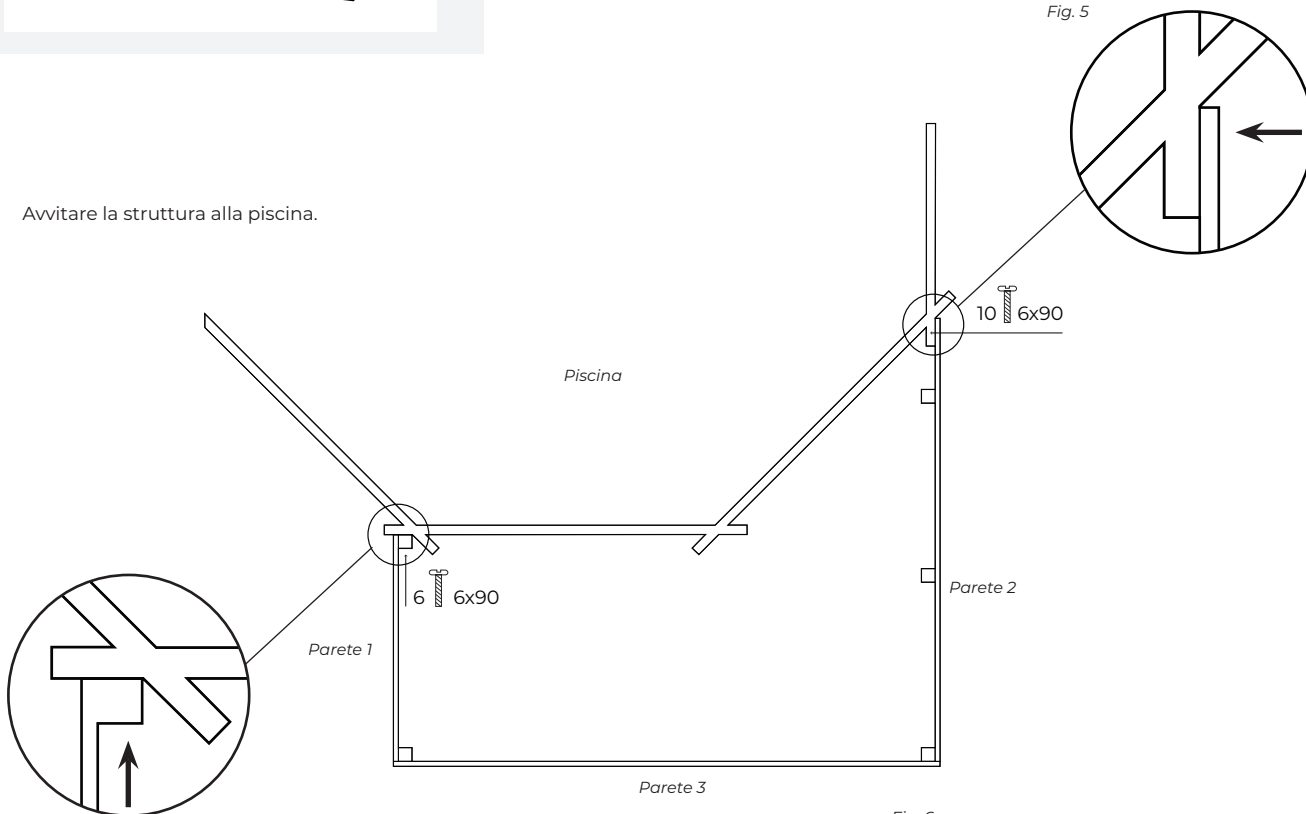 Fig. 5
Avvitare la struttura alla piscina.
10 6x90
Piscina
6 6x90
Parete 2
Parete 1
Parete 3